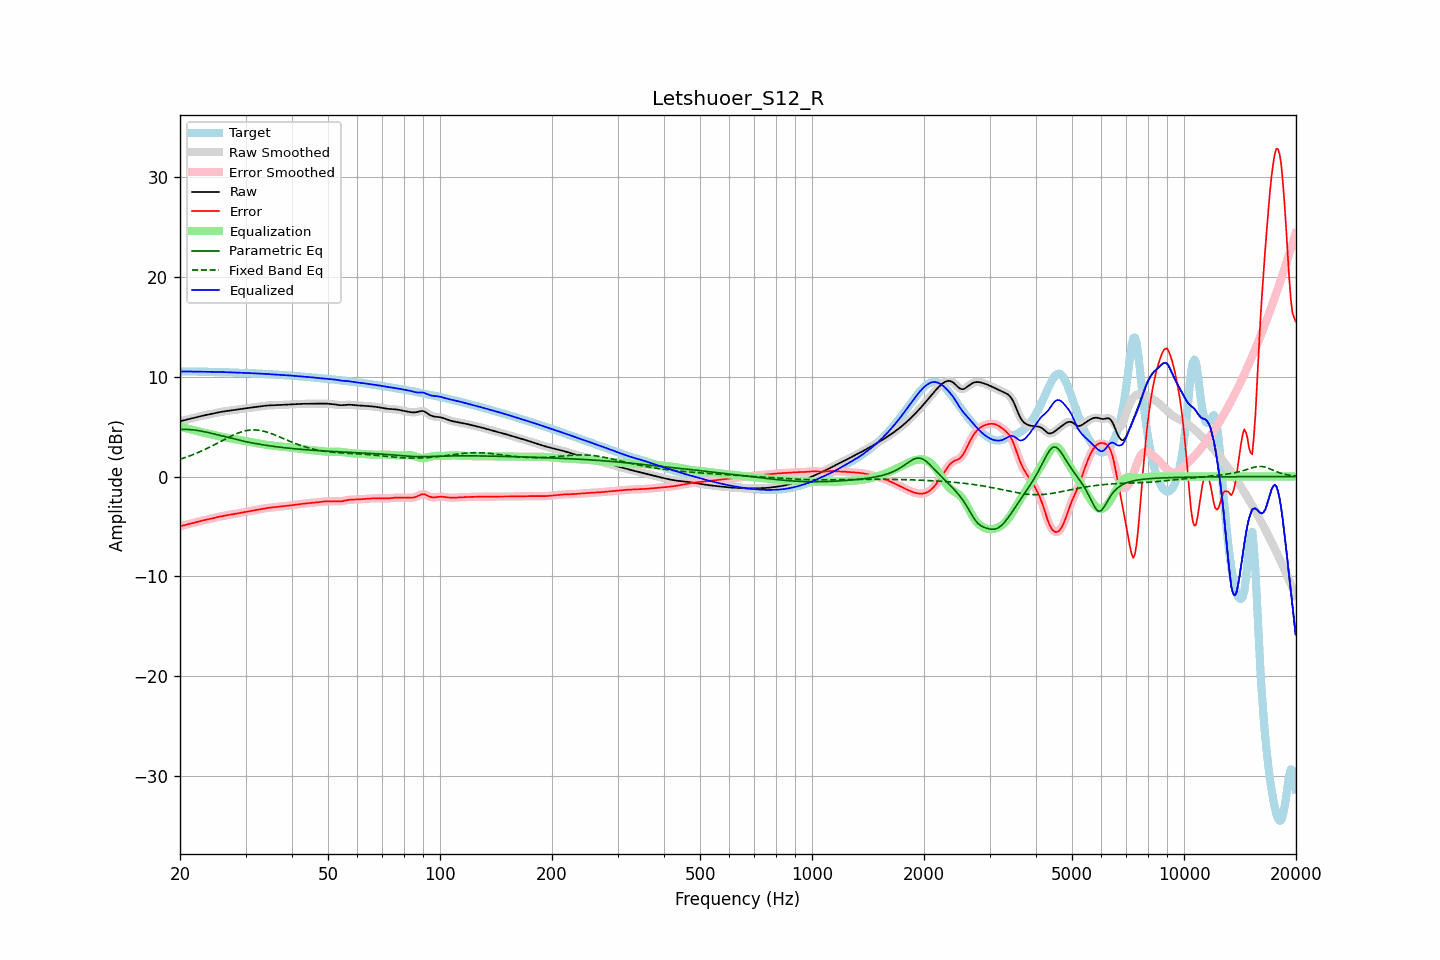 Letshuoer_S12_R
Target
Raw Smoothed
Error Smoothed
Raw
Error
Equalization
Parametric Eq
Fixed Band Eq
Equalized
Amplitude (dBr)
30
20
10
0
−10
−20
−30
20 50 100 200 500 1000 2000 5000 10000 20000
Frequency (Hz)